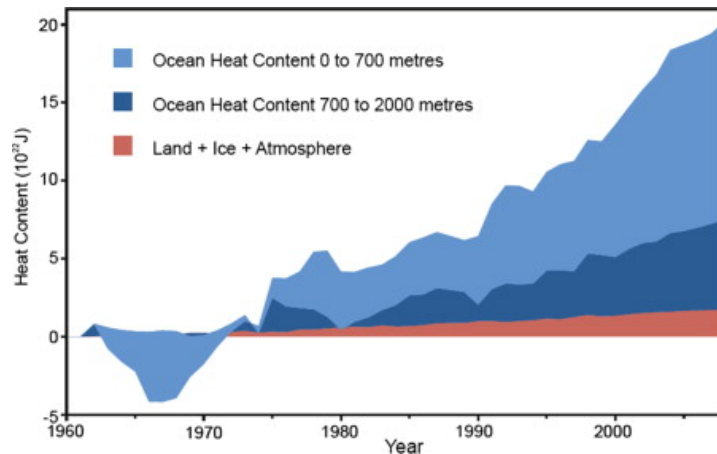 20
Ocean Heat Content 0 to 700 metres
15
Ocean Heat Content 700 to 2000 metres
Land + Ice + Atmosphere
10
Heat Content (10²²J)
5
0
-5
1960 1970 1980 1990 2000
Year